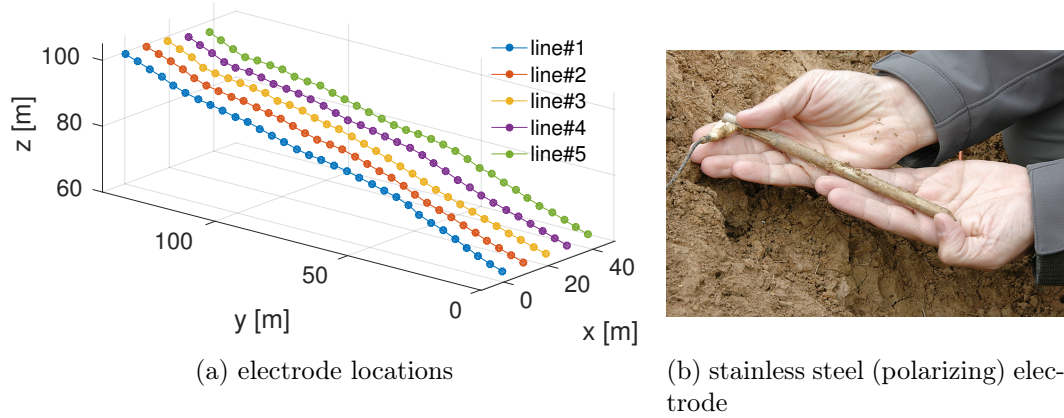 100
80
60
z [m]
100
50
0
y [m]
0
20
40
x [m]
line#1
line#2
line#3
line#4
line#5
(a) electrode locations
(b) stainless steel (polarizing) elec-
trode